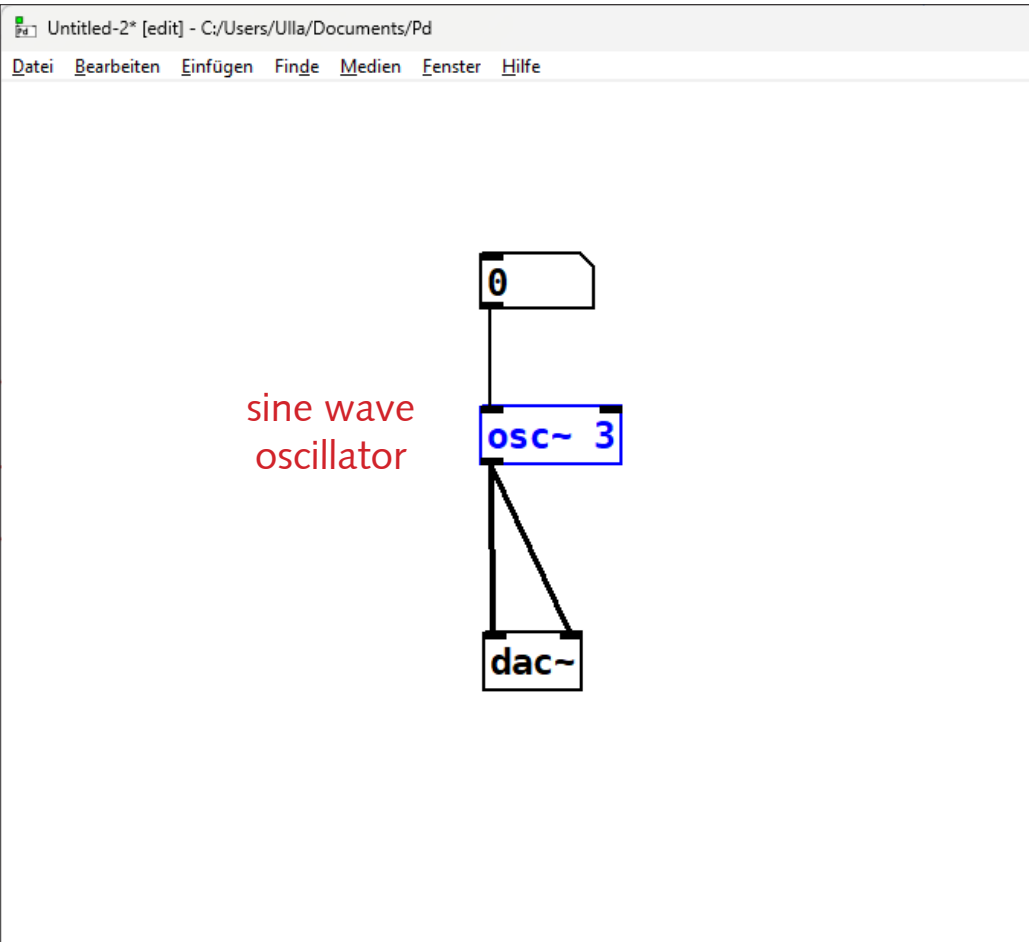 Untitled-2* [edit] - C:/Users/Ulla/Documents/Pd
Datei Bearbeiten Einfügen Finde Medien Fenster Hilfe
0
sine wave
oscillator
osc~ 3
dac~